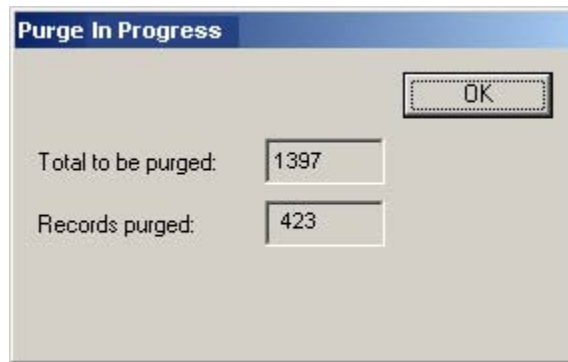 Purge In Progress
OK
Total to be purged: 1397
Records purged: 423